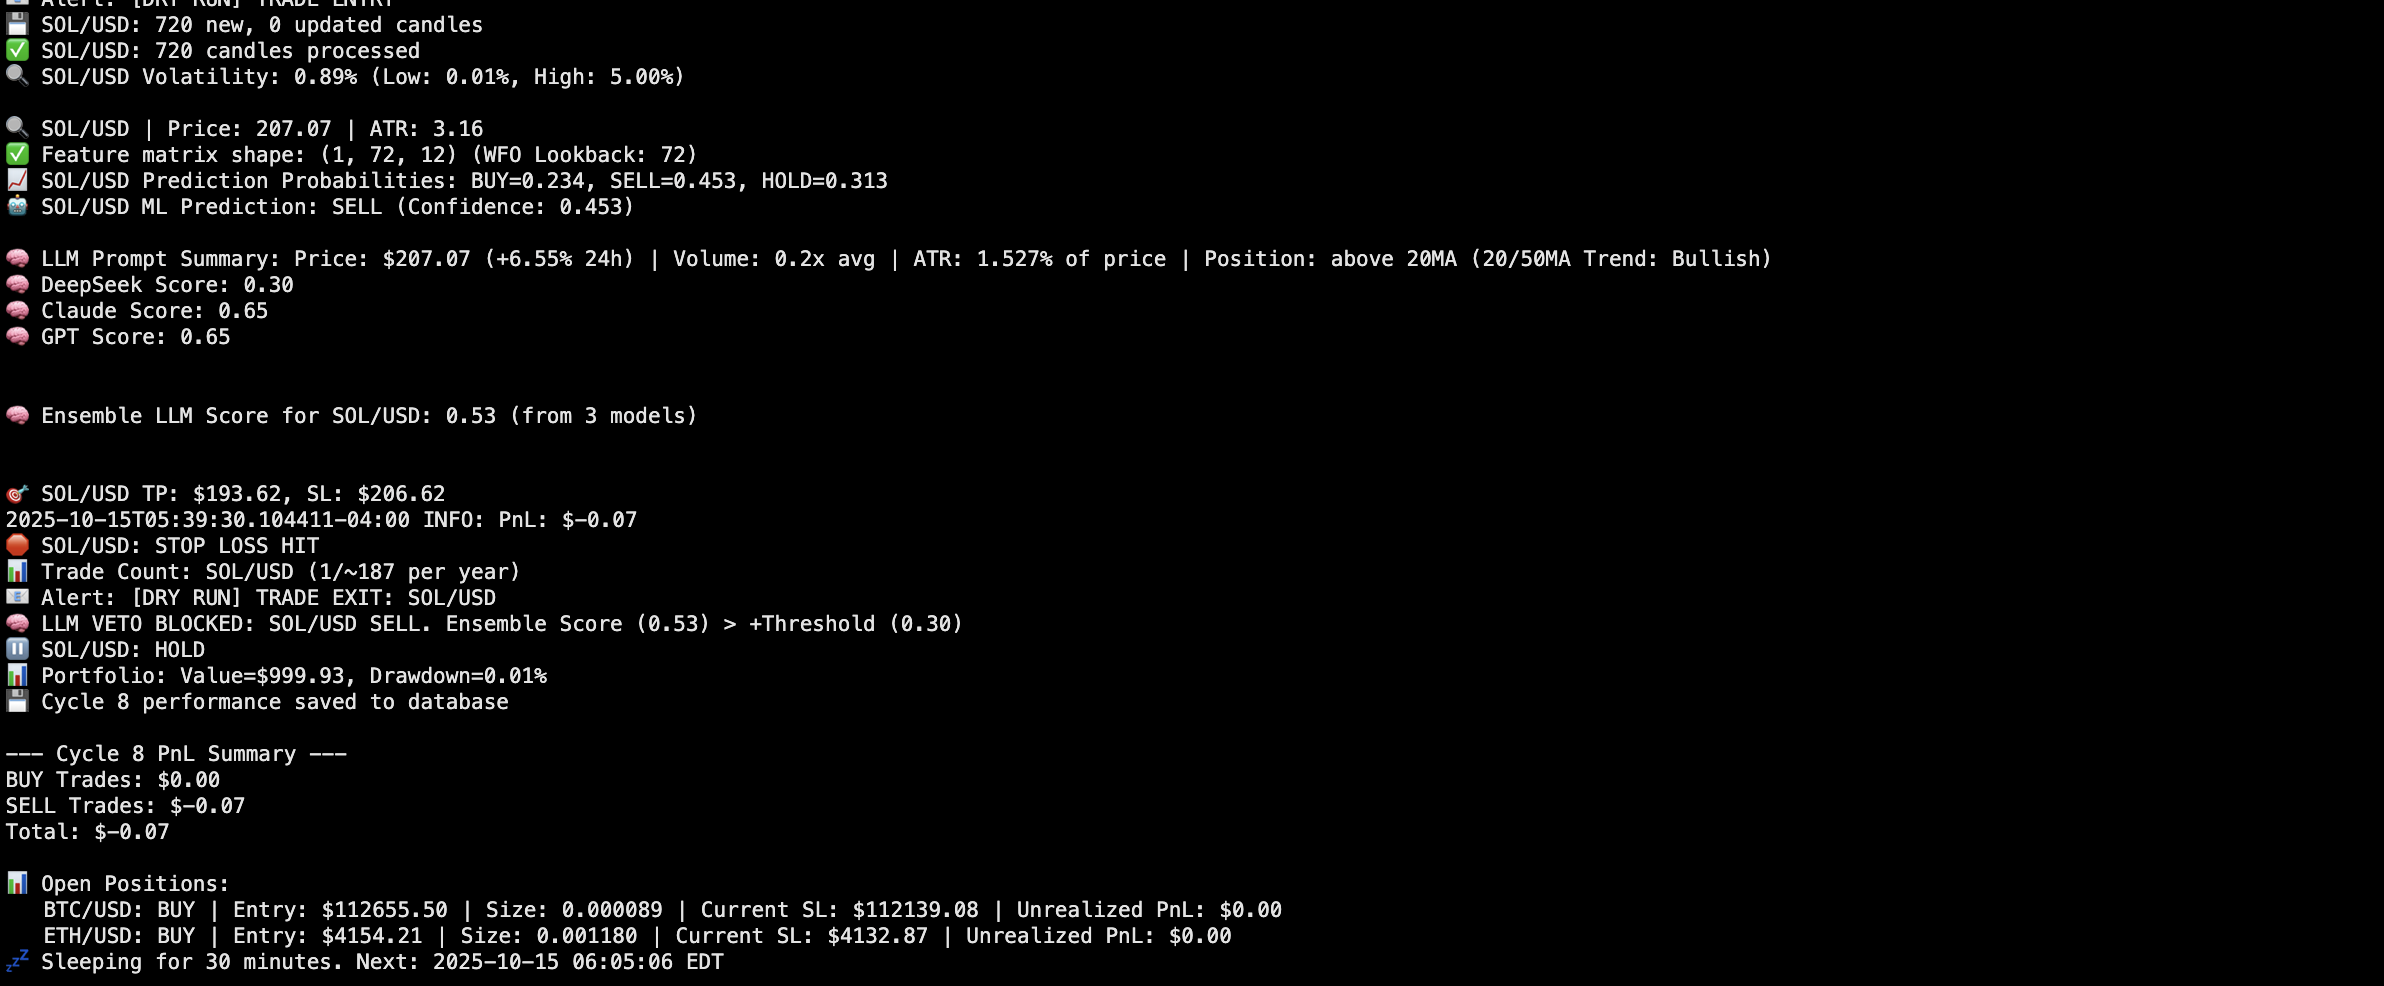 Alert: [DRY RUN] TRADE ENTRY
SOL/USD: 720 new, 0 updated candles
SOL/USD: 720 candles processed
SOL/USD Volatility: 0.89% (Low: 0.01%, High: 5.00%)
SOL/USD | Price: 207.07 | ATR: 3.16
Feature matrix shape: (1, 72, 12) (WFO Lookback: 72)
SOL/USD Prediction Probabilities: BUY=0.234, SELL=0.453, HOLD=0.313
SOL/USD ML Prediction: SELL (Confidence: 0.453)
LLM Prompt Summary: Price: $207.07 (+6.55% 24h) | Volume: 0.2x avg | ATR: 1.527% of price | Position: above 20MA (20/50MA Trend: Bullish)
DeepSeek Score: 0.30
Claude Score: 0.65
GPT Score: 0.65
Ensemble LLM Score for SOL/USD: 0.53 (from 3 models)
SOL/USD TP: $193.62, SL: $206.62
2025-10-15T05:39:30.104411-04:00 INFO: PnL: $-0.07
SOL/USD: STOP LOSS HIT
Trade Count: SOL/USD (1/~187 per year)
Alert: [DRY RUN] TRADE EXIT: SOL/USD
LLM VETO BLOCKED: SOL/USD SELL. Ensemble Score (0.53) > +Threshold (0.30)
SOL/USD: HOLD
Portfolio: Value=$999.93, Drawdown=0.01%
Cycle 8 performance saved to database
--- Cycle 8 PnL Summary ---
BUY Trades: $0.00
SELL Trades: $-0.07
Total: $-0.07
Open Positions:
BTC/USD: BUY | Entry: $112655.50 | Size: 0.000089 | Current SL: $112139.08 | Unrealized PnL: $0.00
ETH/USD: BUY | Entry: $4154.21 | Size: 0.001180 | Current SL: $4132.87 | Unrealized PnL: $0.00
Sleeping for 30 minutes. Next: 2025-10-15 06:05:06 EDT